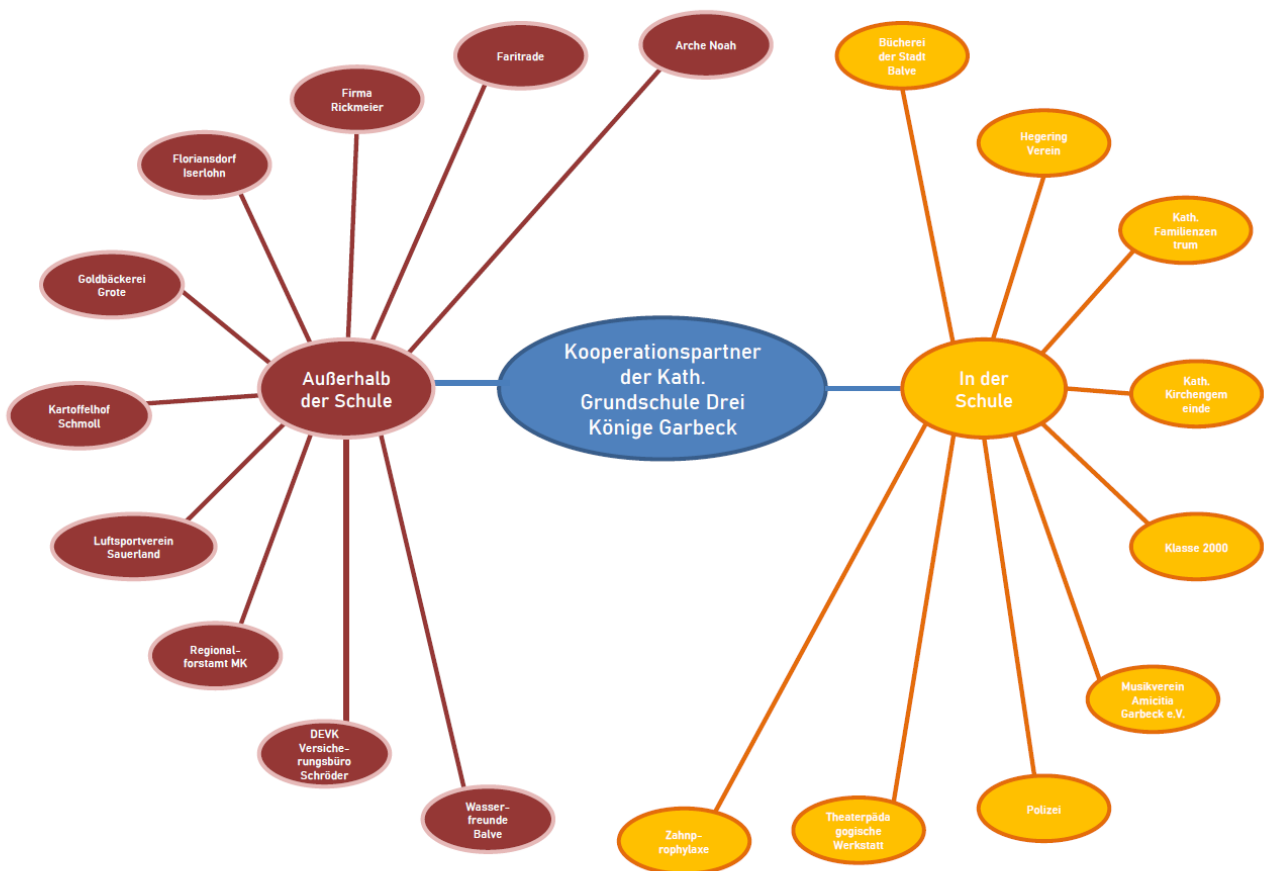 Arche Noah
Faritrade
Firma
Rickmeier
Floriansdorf
Iserlohn
Goldbäckerei
Grote
Kartoffelhof
Schmoll
Luftsportverein
Sauerland
Regional-
forstamt MK
DEVK
Versiche-
rungsbüro
Schröder
Wasser-
freunde
Balve
Außerhalb
der Schule
Kooperationspartner
der Kath.
Grundschule Drei
Könige Garbeck
In der
Schule
Bücherei
der Stadt
Balve
Hegering
Verein
Kath.
Familienzen
trum
Kath.
Kirchengem
einde
Klasse 2000
Musikverein
Amicitia
Garbeck e.V.
Polizei
Theaterpäda
gogische
Werkstatt
Zahnp-
rophylaxe